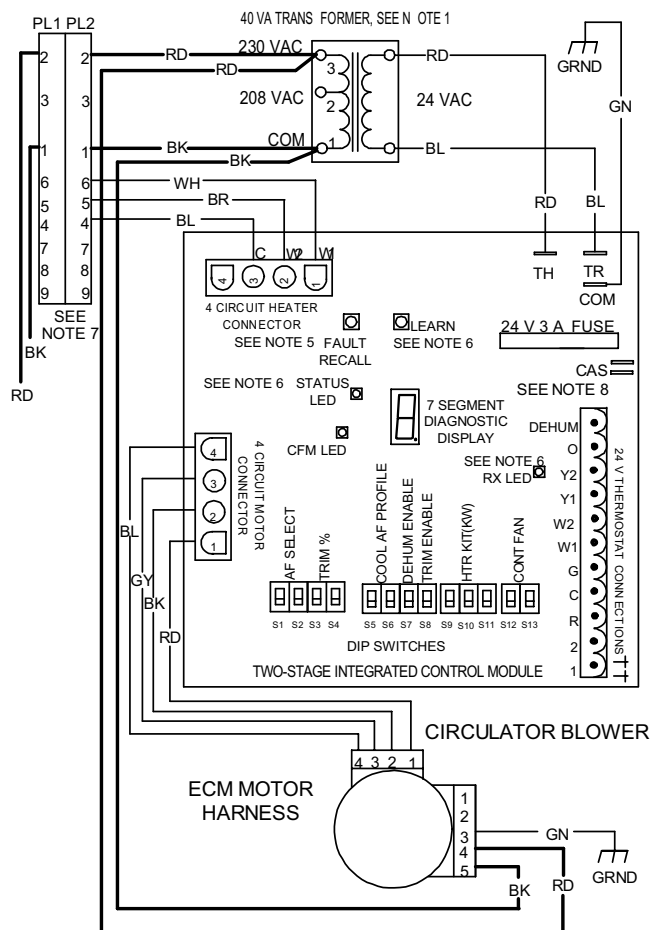 PL1 PL2
40 VA TRANS FORMER, SEE N OTE 1
2 2 RD 230 VAC RD
RD 3
GRND
3 3 208 VAC 2 24 VAC
GN
1 1 BK COM 1 BL
BK
6 6 WH
5 5 BR
4 4 BL
RD BL
7 7
8 8
9 9
C W2 W1
4 3 2 1
TH TR
COM
SEE
NOTE 7
BK
RD
4 CIRCUIT HEATER
CONNECTOR
SEE NOTE 5
FAULT
RECALL
LEARN
SEE NOTE 6
24 V 3 A FUSE
CAS
SEE NOTE 8
SEE NOTE 6
STATUS
LED
CFM LED
7 SEGMENT
DIAGNOSTIC
DISPLAY
SEE NOTE 6
RX LED
DEHUM
O
Y2
Y1
W2
W1
G
C
R
2
1
24 V THERMOSTAT CONNECTIONS
4
3
2
1
4 CIRCUIT MOTOR
CONNECTOR
BL
GY
BK
RD
AF SELECT
TRIM %
COOL AF PROFILE
DEHUM ENABLE
TRIM ENABLE
HTR KIT(KW)
CONT FAN
S1 S2 S3 S4 S5 S6 S7 S8 S9 S10 S11 S12 S13
DIP SWITCHES
TWO-STAGE INTEGRATED CONTROL MODULE
CIRCULATOR BLOWER
4 3 2 1
ECM MOTOR
HARNESS
1
2
3
4
5
GN
GRND
BK
RD